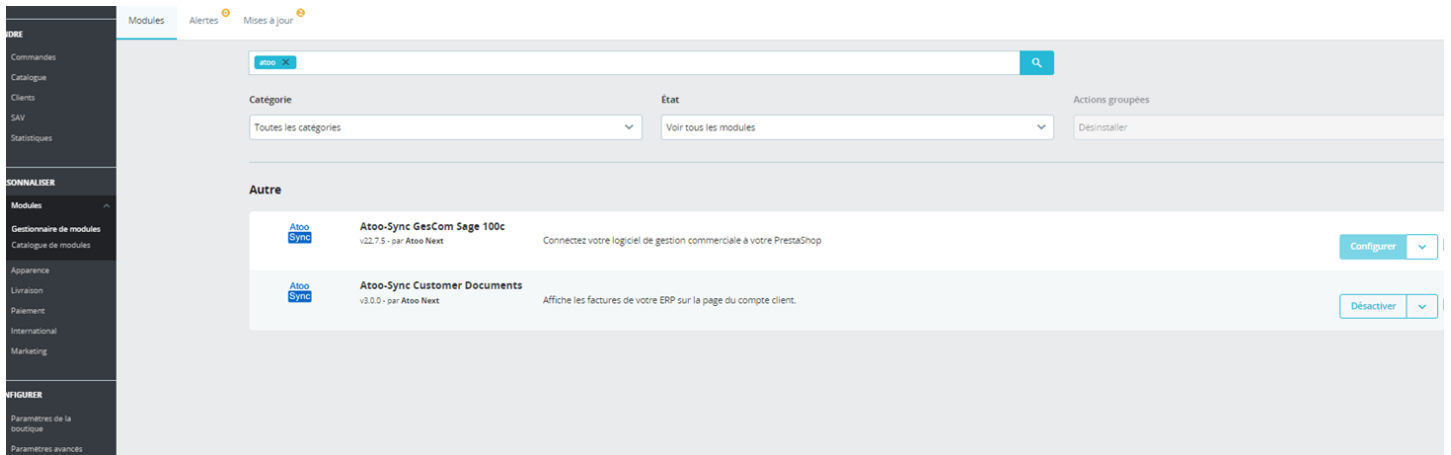 Modules Alertes 0 Mises à jour 2
NDRE
Commandes
Catalogue
Clients
SAV
Statistiques
SONNALISER
Modules
Gestionnaire de modules
Catalogue de modules
Apparence
Livraison
Paiement
International
Marketing
NFIGURER
Paramètres de la
boutique
Paramètres avancés
atoo
Catégorie État Actions groupées
Toutes les catégories Voir tous les modules Désinstaller
Autre
Atoo
Sync
Atoo-Sync GesCom Sage 100c
v22.7.5 - par Atoo Next
Connectez votre logiciel de gestion commerciale à votre PrestaShop
Configurer
Atoo
Sync
Atoo-Sync Customer Documents
v3.0.0 - par Atoo Next
Affiche les factures de votre ERP sur la page du compte client.
Désactiver